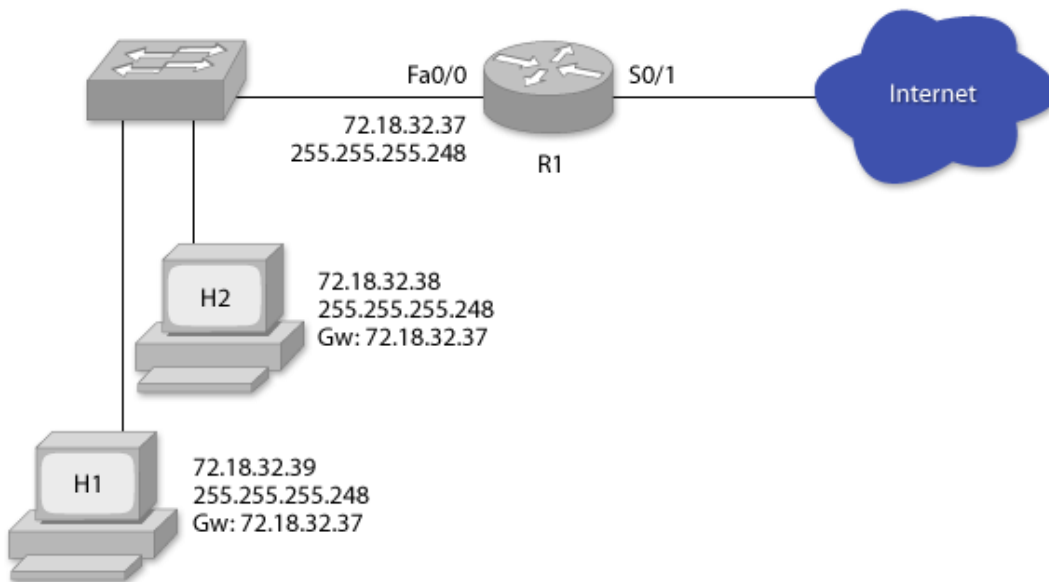 Fa0/0
S0/1
Internet
72.18.32.37
255.255.255.248
R1
H2
72.18.32.38
255.255.255.248
Gw: 72.18.32.37
H1
72.18.32.39
255.255.255.248
Gw: 72.18.32.37